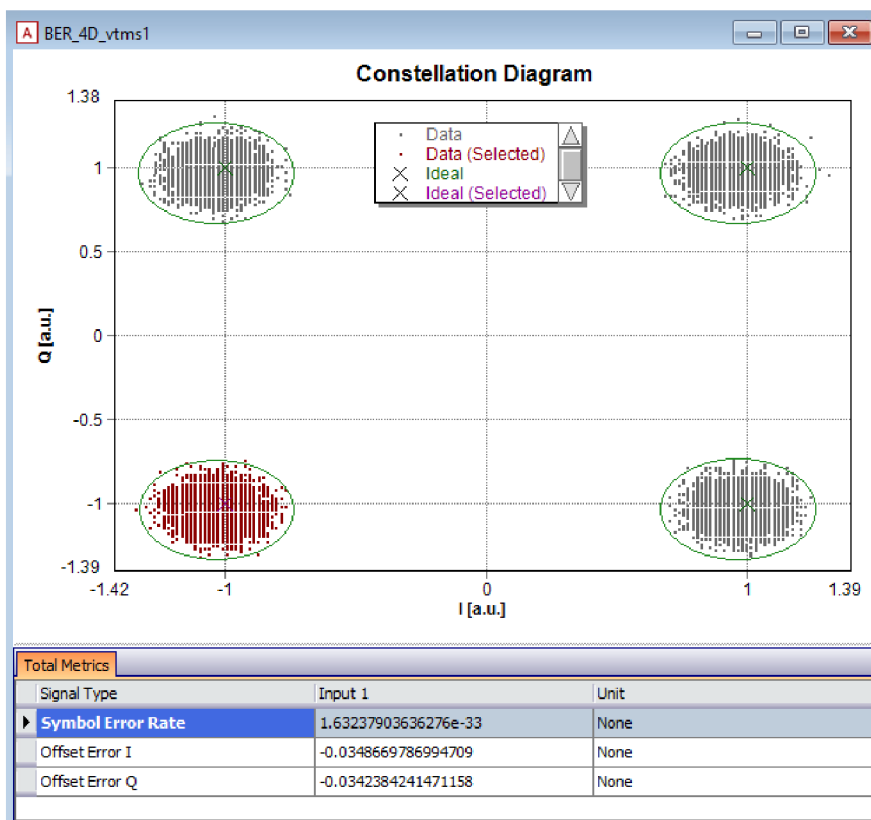 A BER_4D_vtms1
Constellation Diagram
1.38
1
0.5
0
-0.5
-1
-1.39
Q [a.u.]
Data
Data (Selected)
Ideal
Ideal (Selected)
-1.42 -1 0 1 1.39
I [a.u.]
Total Metrics
Signal Type Input 1 Unit
Symbol Error Rate 1.63237903636276e-33 None
Offset Error I -0.0348669786994709 None
Offset Error Q -0.0342384241471158 None